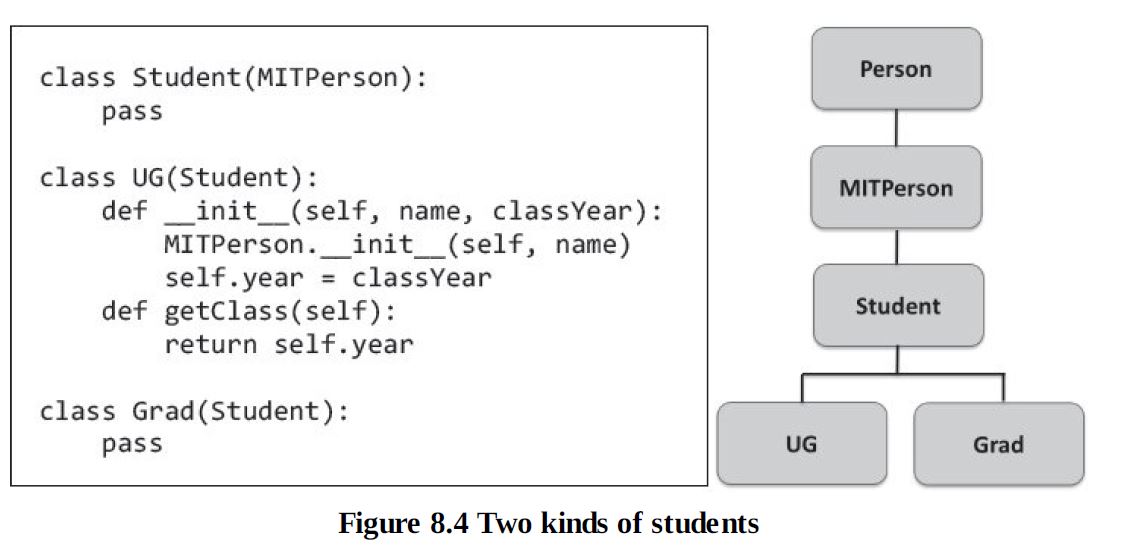 class Student(MITPerson):
    pass

class UG(Student):
    def __init__(self, name, classYear):
        MITPerson.__init__(self, name)
        self.year = classYear
    def getClass(self):
        return self.year

class Grad(Student):
    pass
Person
MITPerson
Student
UG
Grad
Figure 8.4 Two kinds of students